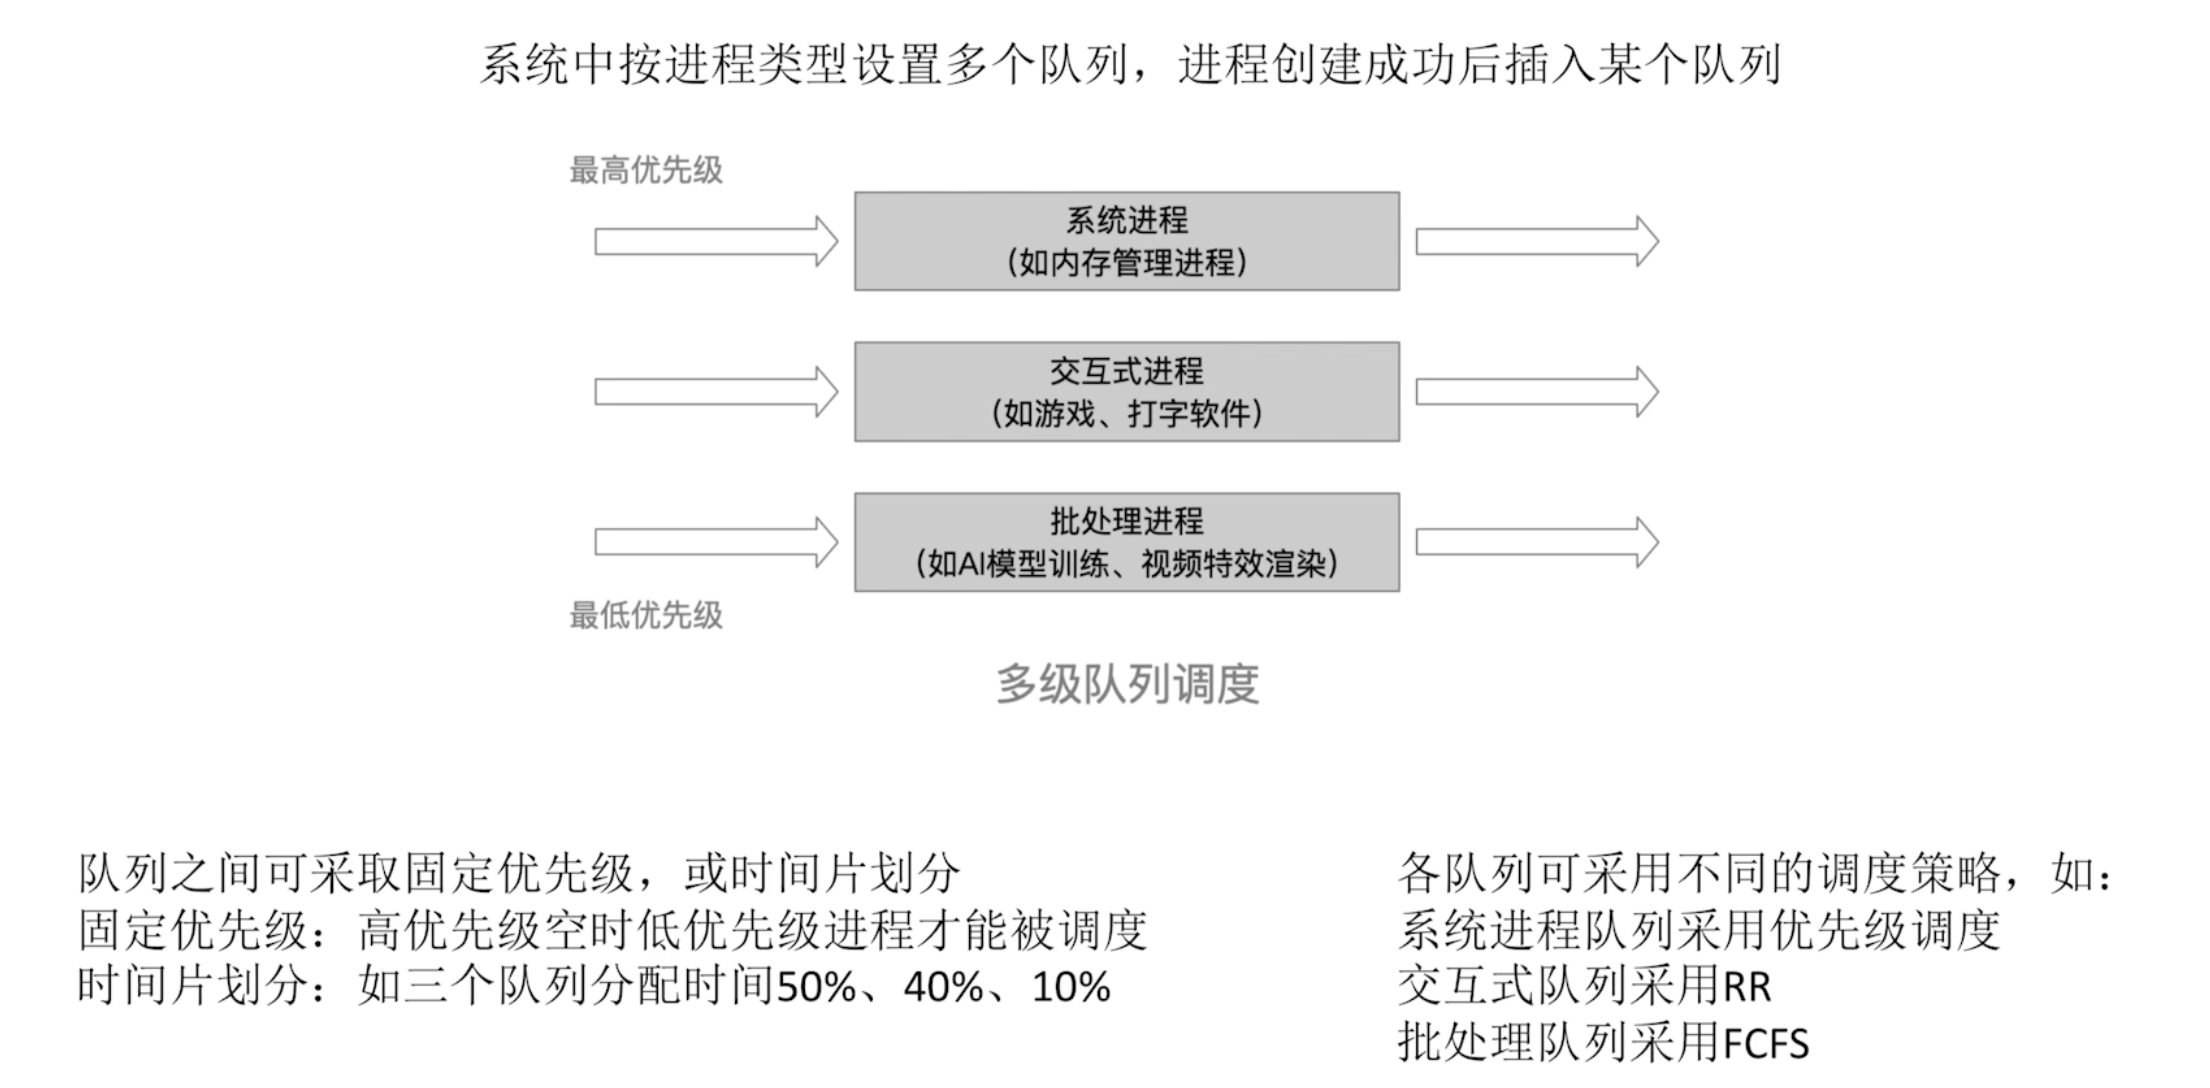 系统中按进程类型设置多个队列，进程创建成功后插入某个队列
最高优先级
系统进程
（如内存管理进程）
交互式进程
（如游戏、打字软件）
批处理进程
（如AI模型训练、视频特效渲染）
最低优先级
多级队列调度
队列之间可采取固定优先级，或时间片划分
固定优先级：高优先级空时低优先级进程才能被调度
时间片划分：如三个队列分配时间50%、40%、10%
各队列可采用不同的调度策略，如：
系统进程队列采用优先级调度
交互式队列采用RR
批处理队列采用FCFS